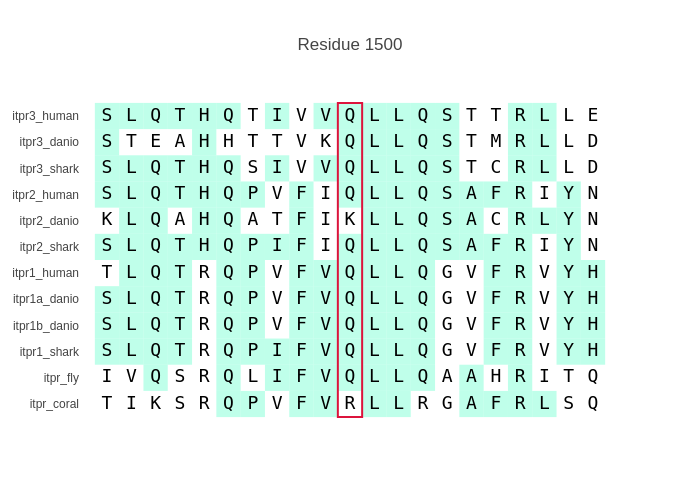 Residue 1500
itpr3_human S L Q T H Q T I V V Q L L Q S T T R L L E
itpr3_danio S T E A H H T T V K Q L L Q S T M R L L D
itpr3_shark S L Q T H Q S I V V Q L L Q S T C R L L D
itpr2_human S L Q T H Q P V F I Q L L Q S A F R I Y N
itpr2_danio K L Q A H Q A T F I K L L Q S A C R L Y N
itpr2_shark S L Q T H Q P I F I Q L L Q S A F R I Y N
itpr1_human T L Q T R Q P V F V Q L L Q G V F R V Y H
itpr1a_danio S L Q T R Q P V F V Q L L Q G V F R V Y H
itpr1b_danio S L Q T R Q P V F V Q L L Q G V F R V Y H
itpr1_shark S L Q T R Q P I F V Q L L Q G V F R V Y H
itpr_fly I V Q S R Q L I F V Q L L Q A A H R I T Q
itpr_coral T I K S R Q P V F V R L L R G A F R L S Q